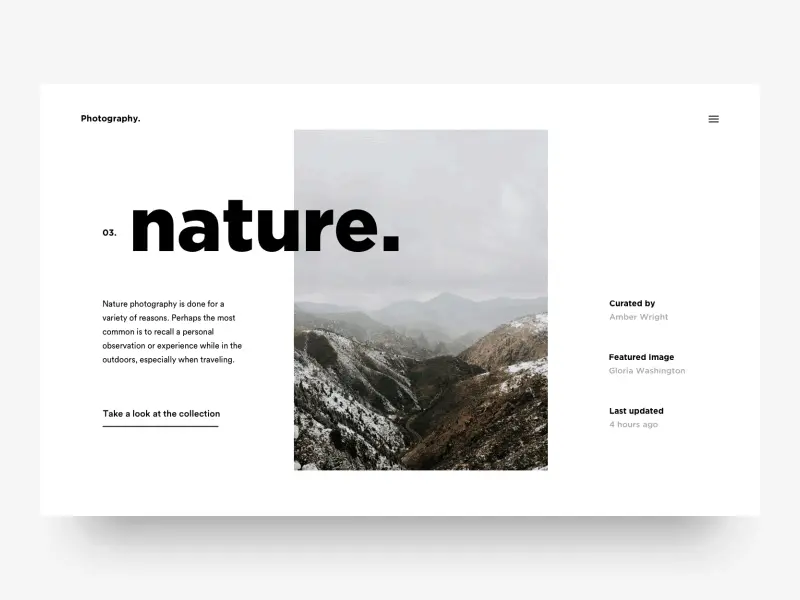 Photography.
03.
nature.
Nature photography is done for a
variety of reasons. Perhaps the most
common is to recall a personal
observation or experience while in the
outdoors, especially when traveling.
Take a look at the collection
Curated by
Amber Wright
Featured Image
Gloria Washington
Last updated
4 hours ago